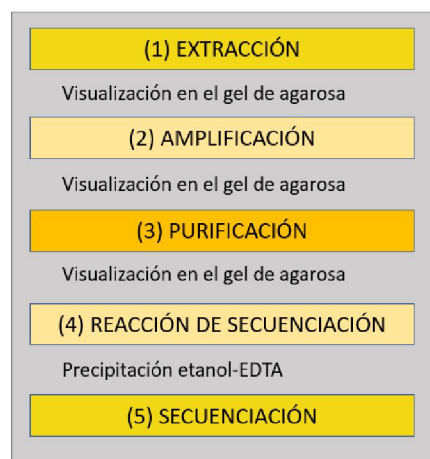 (1) EXTRACCIÓN
Visualización en el gel de agarosa
(2) AMPLIFICACIÓN
Visualización en el gel de agarosa
(3) PURIFICACIÓN
Visualización en el gel de agarosa
(4) REACCIÓN DE SECUENCIACIÓN
Precipitación etanol-EDTA
(5) SECUENCIACIÓN